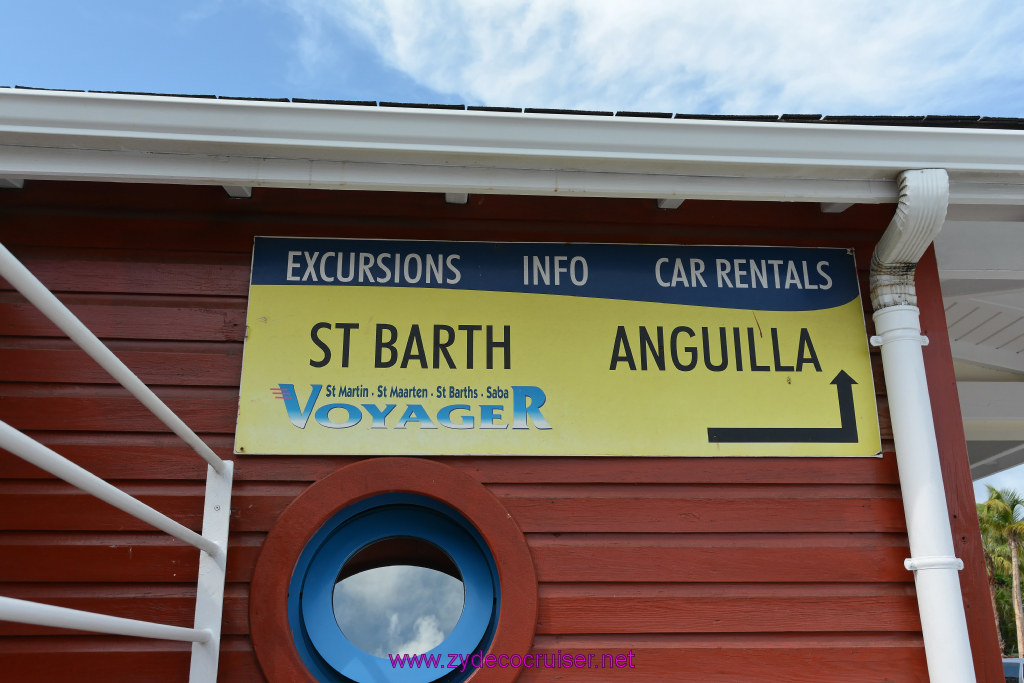 EXCURSIONS INFO CAR RENTALS
ST BARTH ANGUILLA
St Martin . St Maarten . St Barths . Saba
VOYAGER
www.zydecocruiser.net